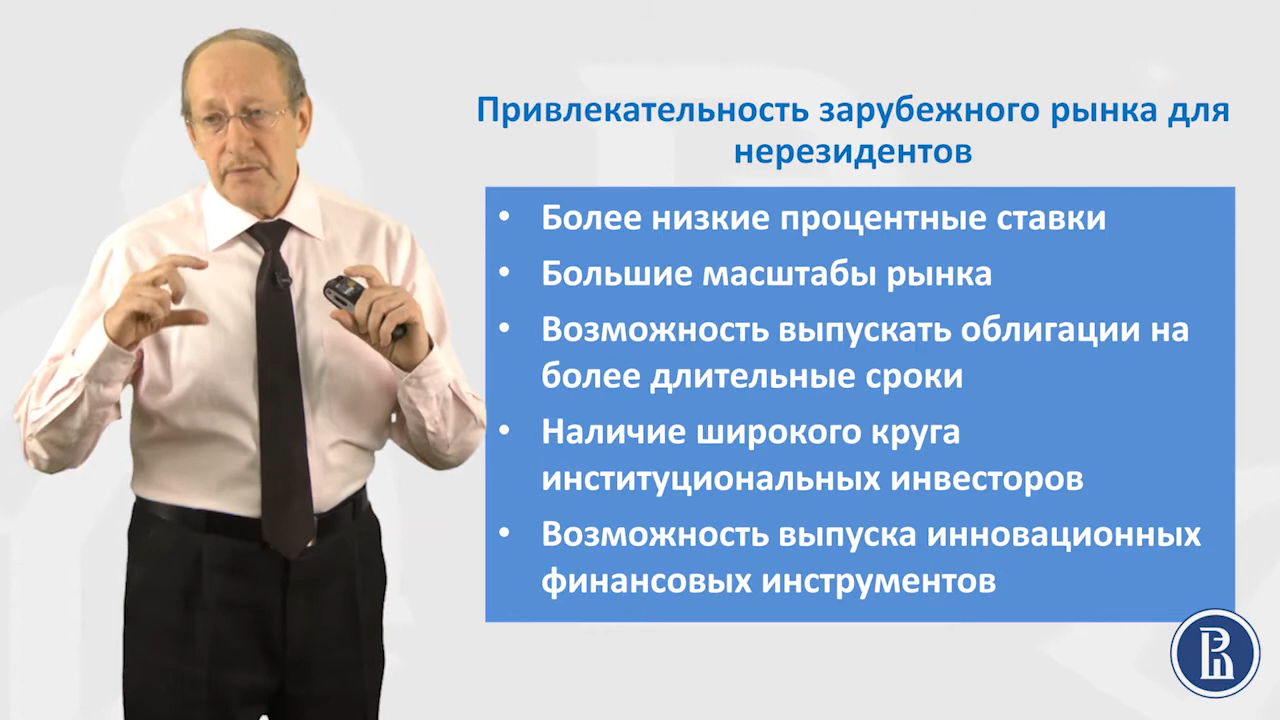 Привлекательность зарубежного рынка для
нерезидентов
• Более низкие процентные ставки
• Большие масштабы рынка
• Возможность выпускать облигации на
более длительные сроки
• Наличие широкого круга
институциональных инвесторов
• Возможность выпуска инновационных
финансовых инструментов